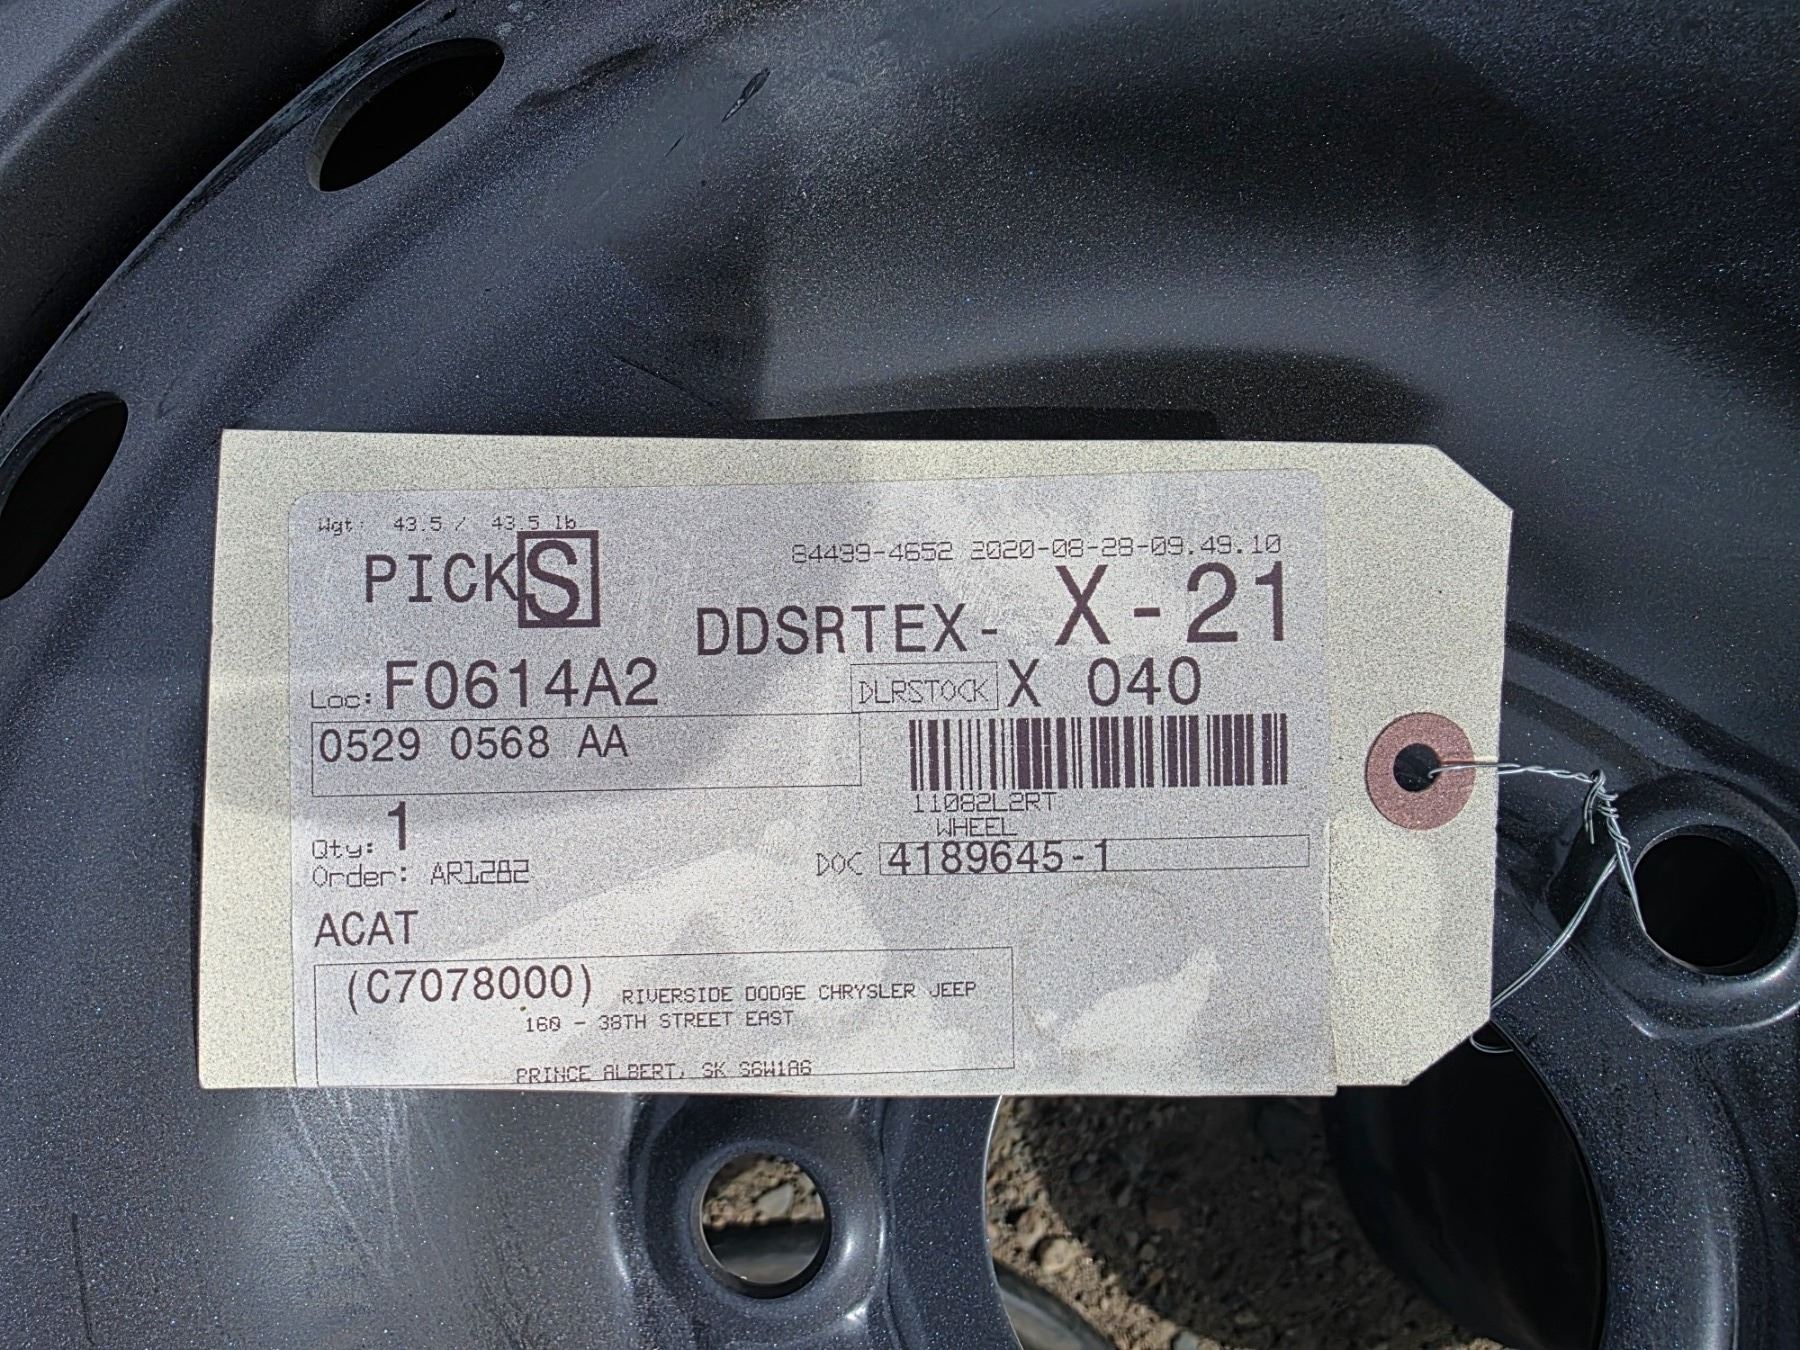 Wgt: 43.5 / 43.5 lb
84499-4652 2020-08-28-09.49.10
PICK S
DDSRTEX- X-21
Loc: F0614A2
DLRSTOCK X 040
0529 0568 AA
11082L2RT
WHEEL
Qty: 1
DOC 4189645-1
Order: AR1282
ACAT
(C7078000) RIVERSIDE DODGE CHRYSLER JEEP
160 - 38TH STREET EAST
PRINCE ALBERT, SK S6W1A6